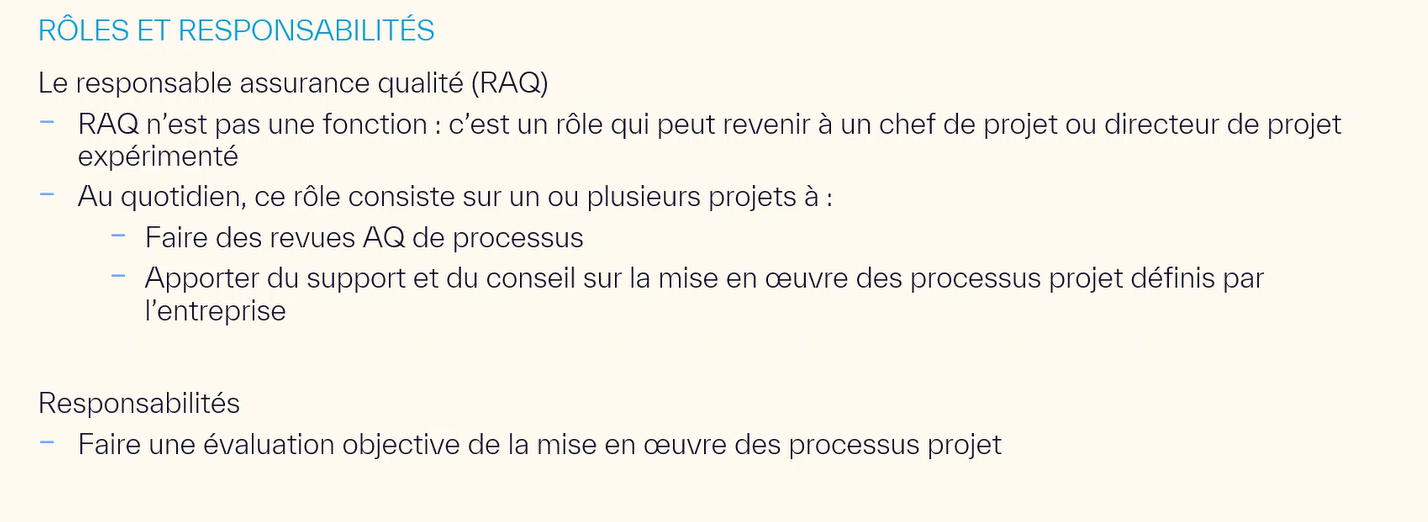 RÔLES ET RESPONSABILITÉS
Le responsable assurance qualité (RAQ)
– RAQ n’est pas une fonction : c’est un rôle qui peut revenir à un chef de projet ou directeur de projet
expérimenté
– Au quotidien, ce rôle consiste sur un ou plusieurs projets à :
– Faire des revues AQ de processus
– Apporter du support et du conseil sur la mise en œuvre des processus projet définis par
l’entreprise
Responsabilités
– Faire une évaluation objective de la mise en œuvre des processus projet